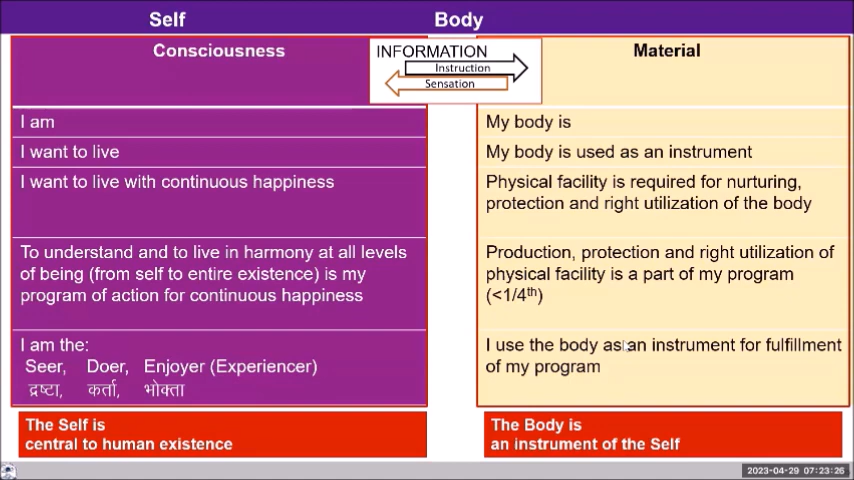 Self
Body
Consciousness
INFORMATION
Instruction
Sensation
Material
I am
My body is
I want to live
My body is used as an instrument
I want to live with continuous happiness
Physical facility is required for nurturing,
protection and right utilization of the body
To understand and to live in harmony at all levels
of being (from self to entire existence) is my
program of action for continuous happiness
Production, protection and right utilization of
physical facility is a part of my program
(<1/4th)
I am the:
Seer, Doer, Enjoyer (Experiencer)
द्रष्टा, कर्ता, भोक्ता
I use the body as an instrument for fulfillment
of my program
The Self is
central to human existence
The Body is
an instrument of the Self
2023-04-29 07:23:26